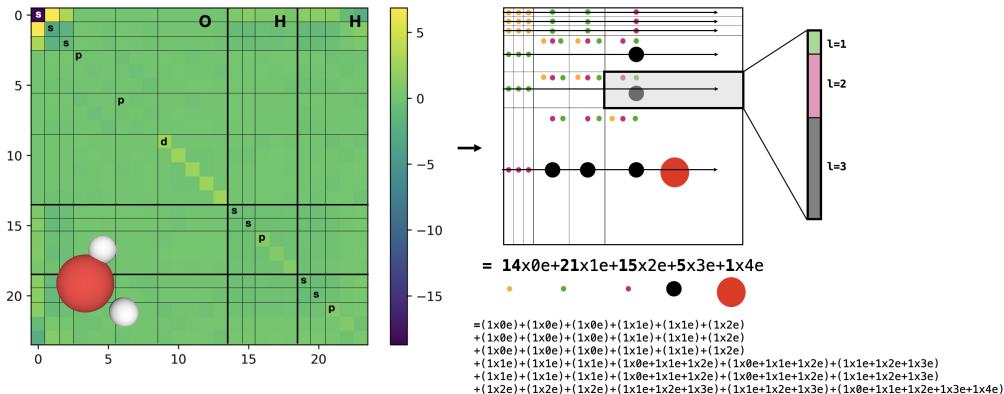 O H H
s
s
s
p
p
d
s
s
p
s
s
p
0
5
10
15
20
0 5 10 15 20
5
0
−5
−10
−15
l=1
l=2
l=3
= 14x0e+21x1e+15x2e+5x3e+1x4e
=(1x0e)+(1x0e)+(1x0e)+(1x1e)+(1x1e)+(1x2e)
+(1x0e)+(1x0e)+(1x0e)+(1x1e)+(1x1e)+(1x2e)
+(1x0e)+(1x0e)+(1x0e)+(1x1e)+(1x1e)+(1x2e)
+(1x1e)+(1x1e)+(1x1e)+(1x0e+1x1e+1x2e)+(1x0e+1x1e+1x2e)+(1x1e+1x2e+1x3e)
+(1x1e)+(1x1e)+(1x1e)+(1x0e+1x1e+1x2e)+(1x0e+1x1e+1x2e)+(1x1e+1x2e+1x3e)
+(1x2e)+(1x2e)+(1x2e)+(1x1e+1x2e+1x3e)+(1x1e+1x2e+1x3e)+(1x0e+1x1e+1x2e+1x3e+1x4e)